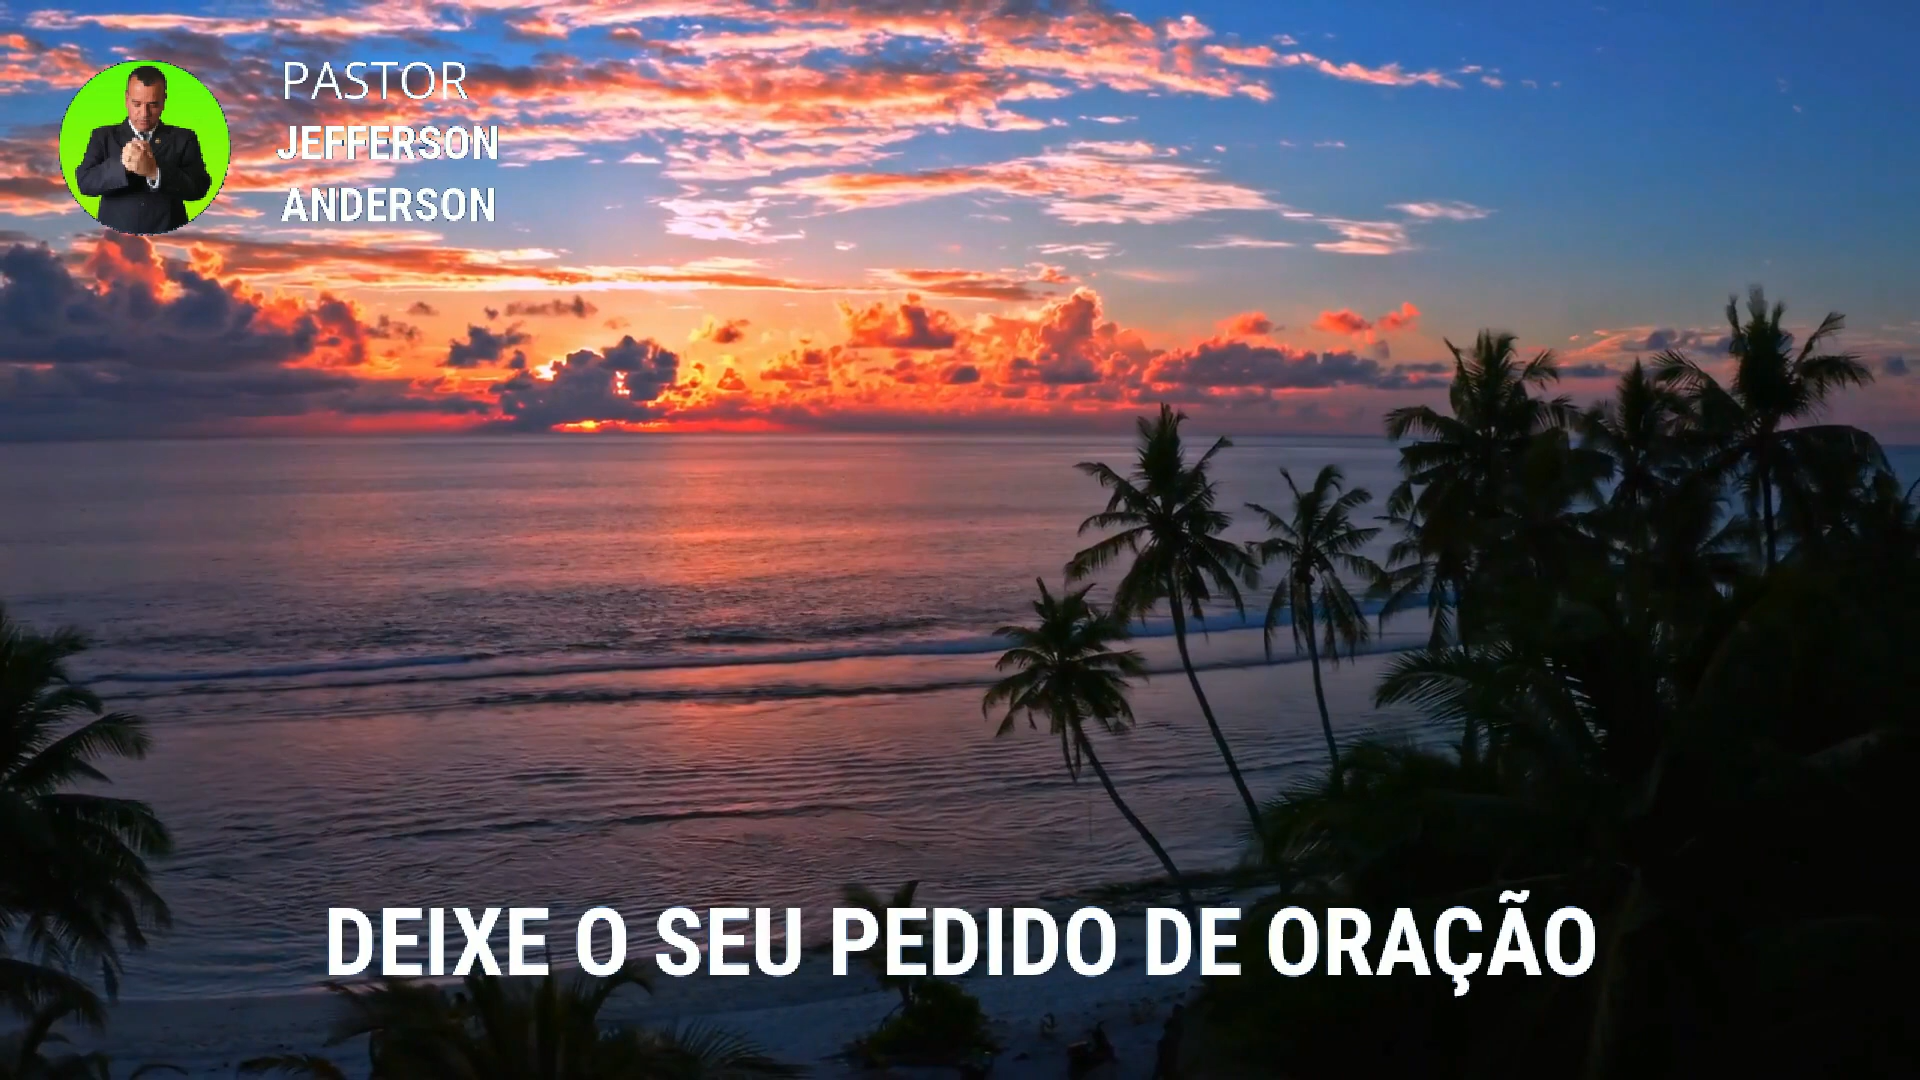 PASTOR
JEFFERSON
ANDERSON
DEIXE O SEU PEDIDO DE ORAÇÃO